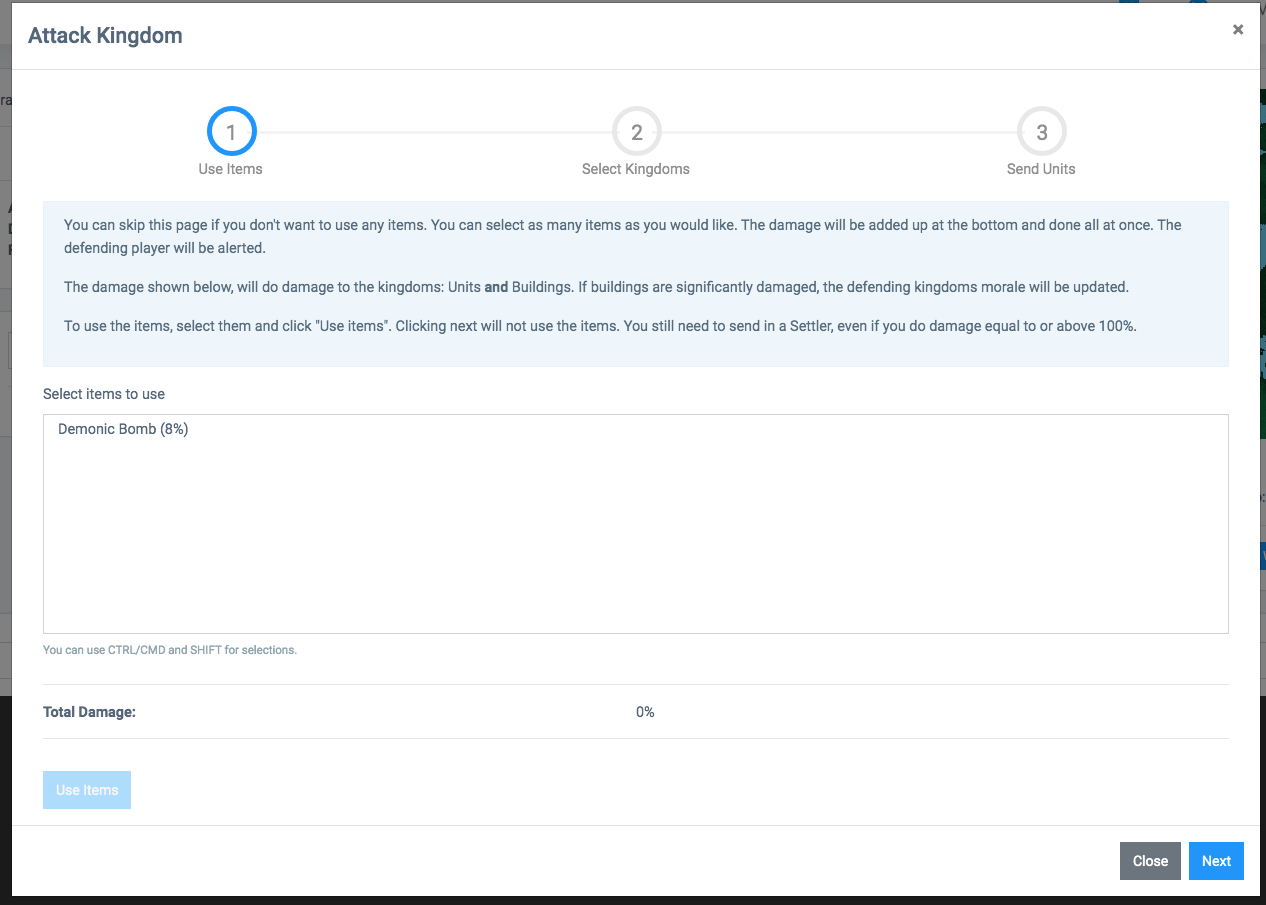 Attack Kingdom
×
1
2
3
Use Items
Select Kingdoms
Send Units
You can skip this page if you don't want to use any items. You can select as many items as you would like. The damage will be added up at the bottom and done all at once. The
defending player will be alerted.
The damage shown below, will do damage to the kingdoms: Units and Buildings. If buildings are significantly damaged, the defending kingdoms morale will be updated.
To use the items, select them and click "Use items". Clicking next will not use the items. You still need to send in a Settler, even if you do damage equal to or above 100%.
Select items to use
Demonic Bomb (8%)
You can use CTRL/CMD and SHIFT for selections.
Total Damage:
0%
Use Items
Close
Next